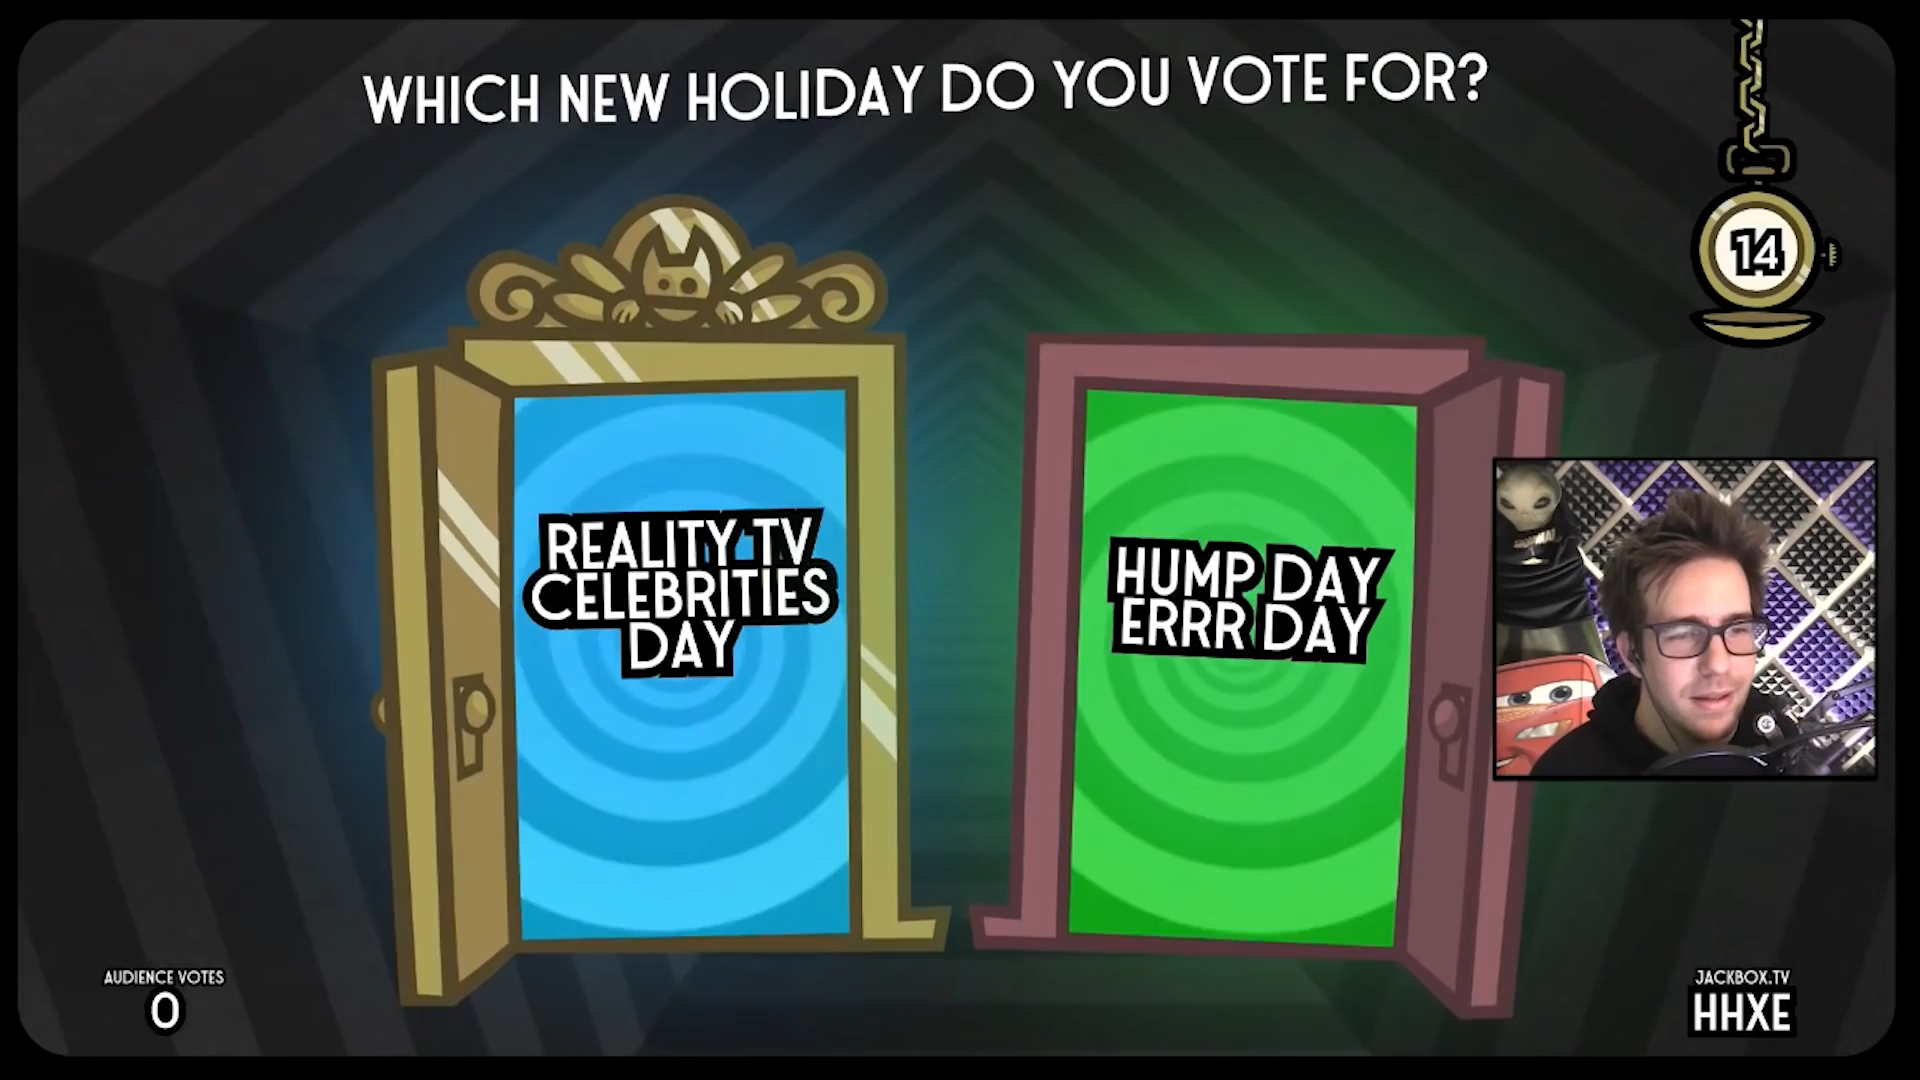 WHICH NEW HOLIDAY DO YOU VOTE FOR?
14
REALITY TV
CELEBRITIES
DAY
HUMP DAY
ERRR DAY
AUDIENCE VOTES
0
JACKBOX.TV
HHXE